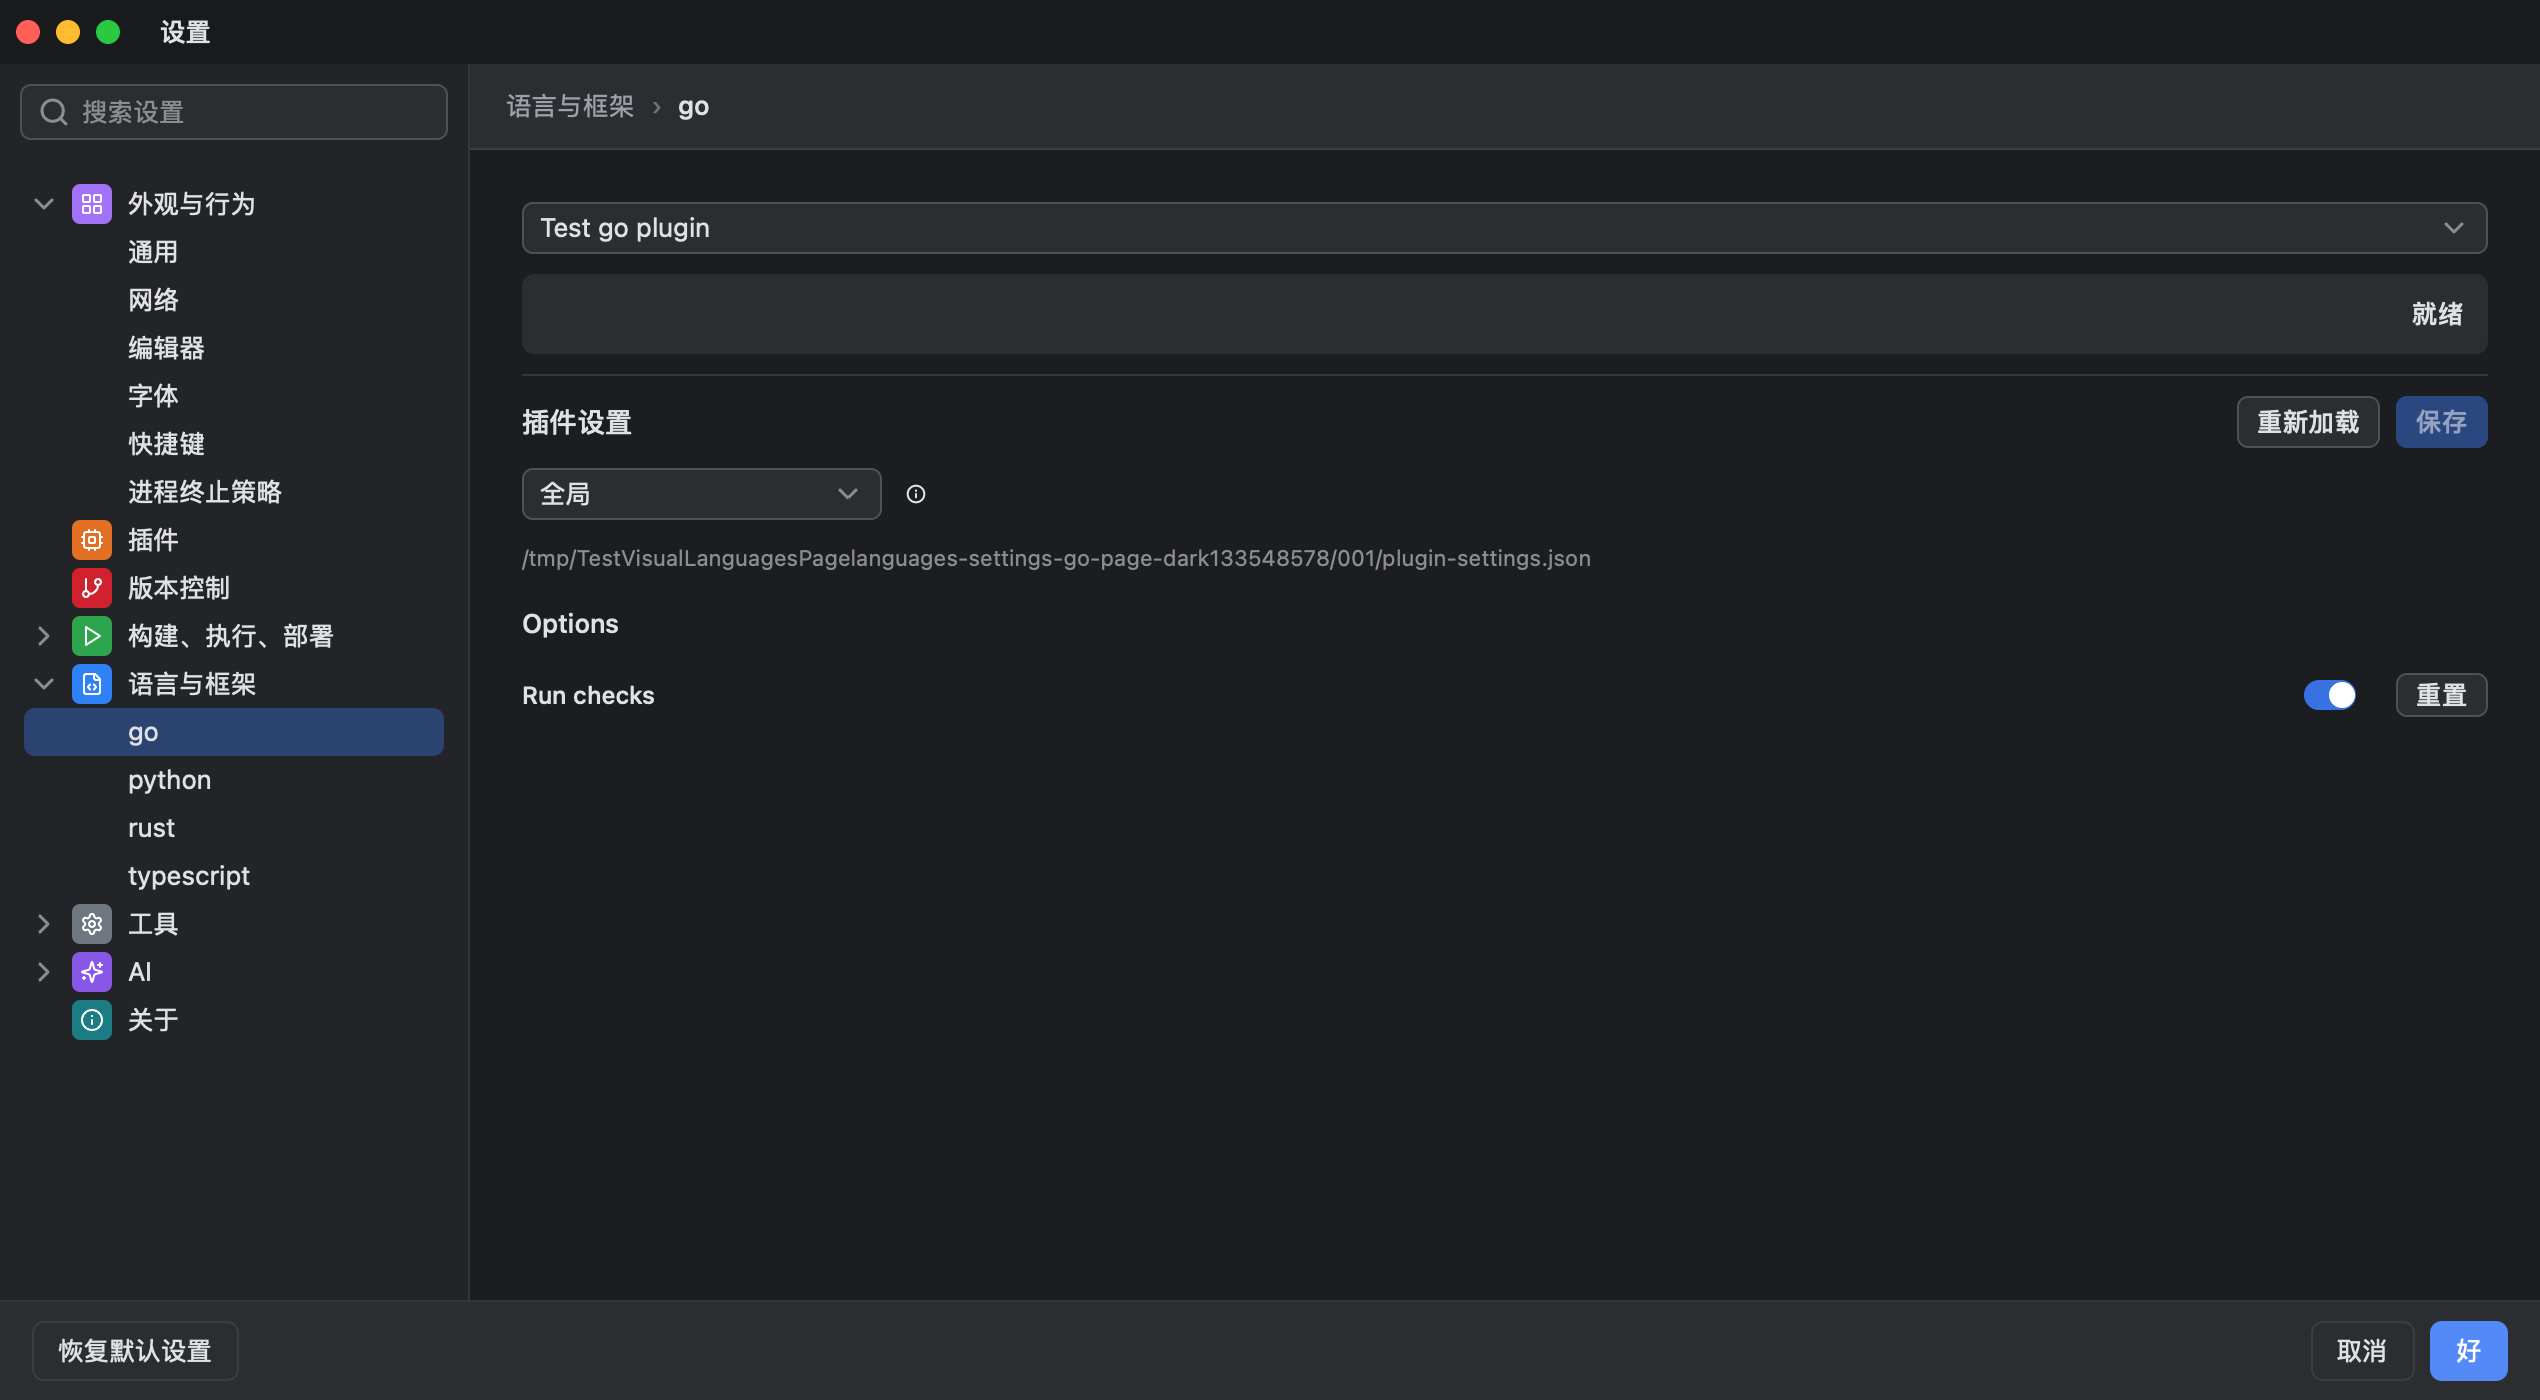 设置
搜索设置
外观与行为
通用
网络
编辑器
字体
快捷键
进程终止策略
插件
版本控制
构建、执行、部署
语言与框架
go
python
rust
typescript
工具
AI
关于
语言与框架 › go
Test go plugin
就绪
插件设置
重新加载
保存
全局
/tmp/TestVisualLanguagesPagelanguages-settings-go-page-dark133548578/001/plugin-settings.json
Options
Run checks
重置
恢复默认设置
取消
好